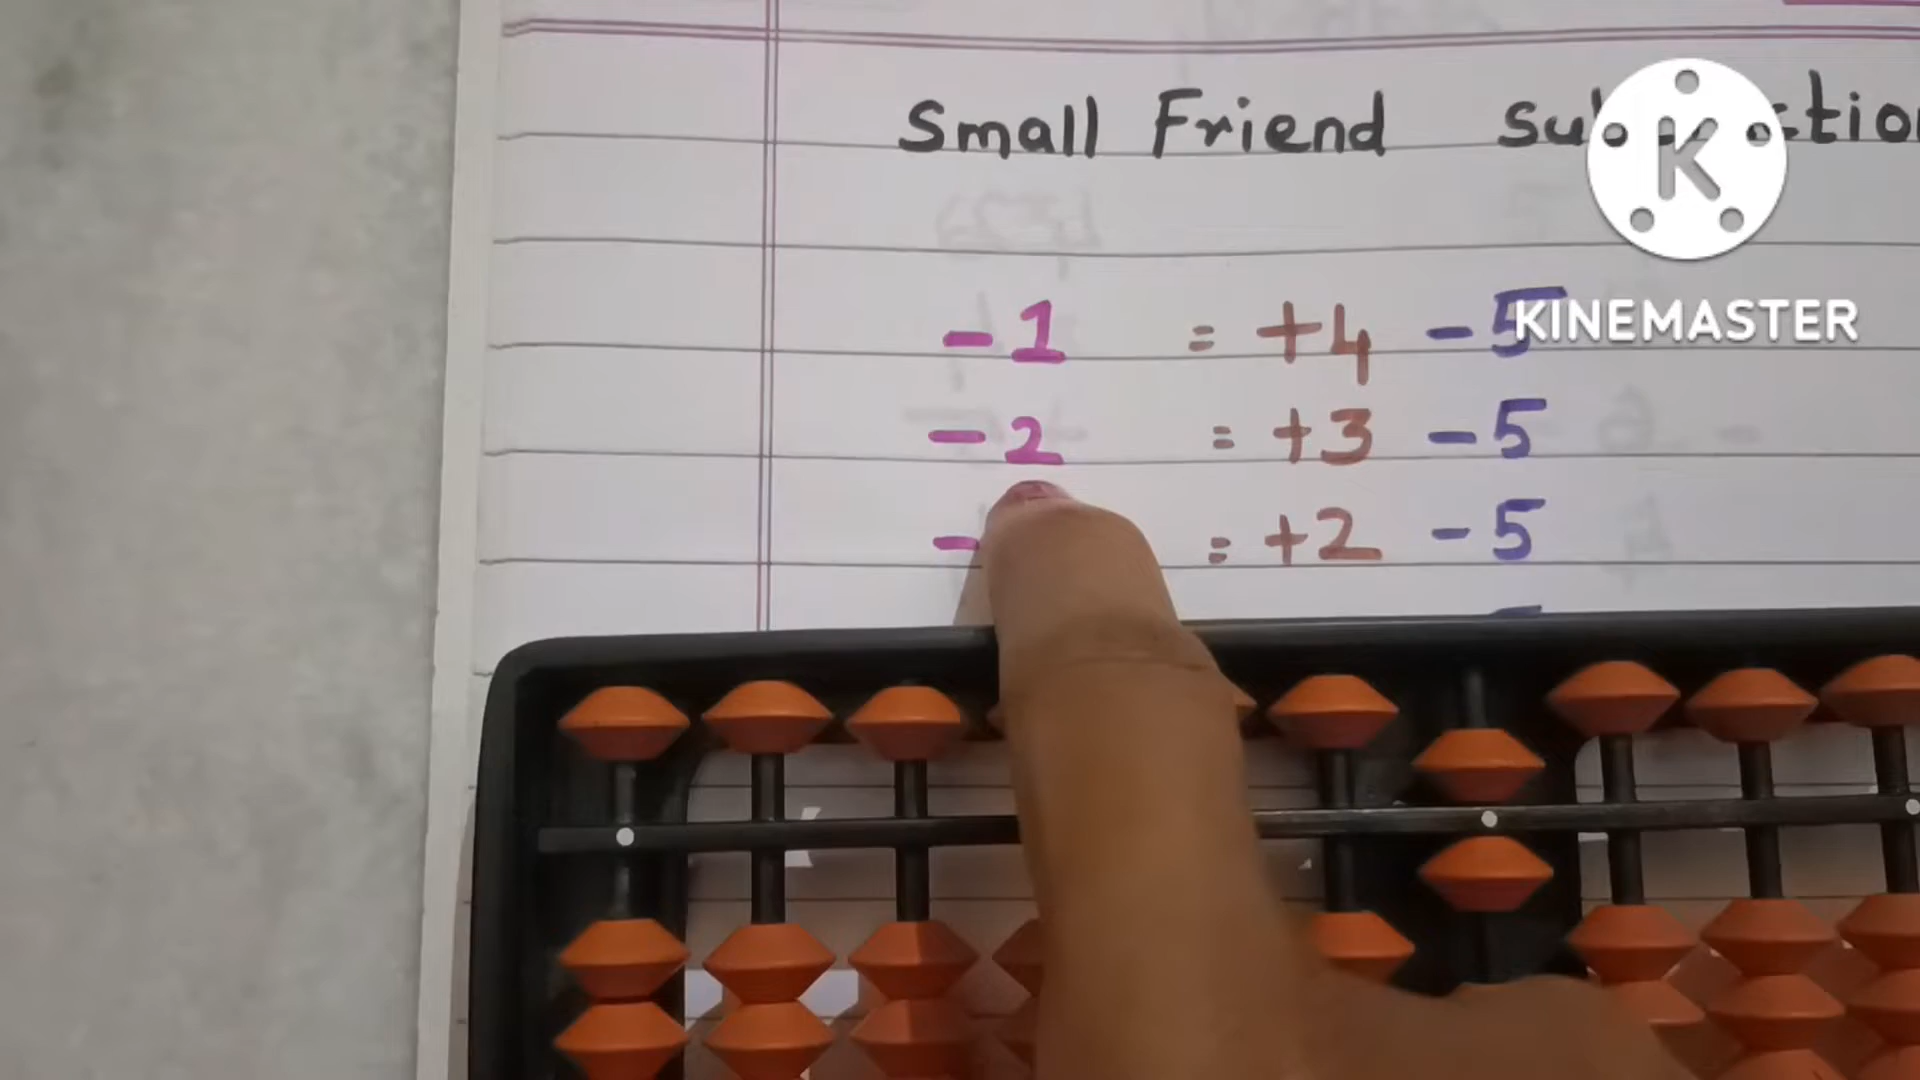 Small Friend
KINEMASTER
- 1 = +4 - 5
- 2 = +3 - 5
- = +2 - 5